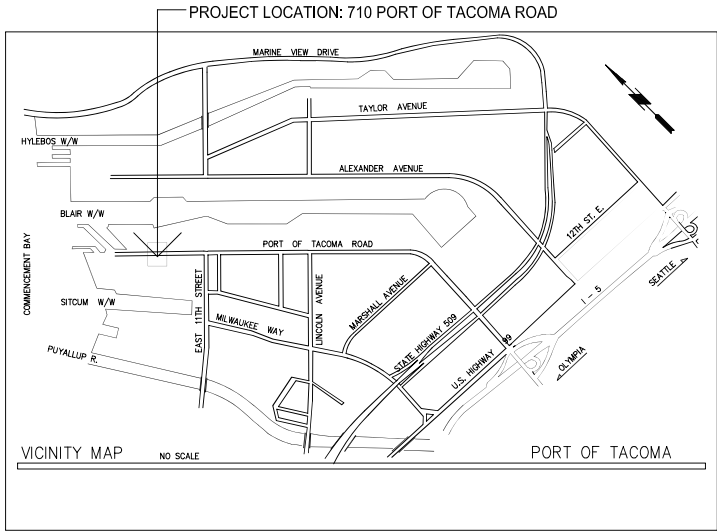 PROJECT LOCATION: 710 PORT OF TACOMA ROAD
MARINE VIEW DRIVE
TAYLOR AVENUE
HYLEBOS W/W
ALEXANDER AVENUE
BLAIR W/W
12TH ST. E.
COMMENCEMENT BAY
PORT OF TACOMA ROAD
SEATTLE
EAST 11TH STREET
LINCOLN AVENUE
MARSHALL AVENUE
I - 5
SITCUM W/W
MILWAUKEE WAY
STATE HIGHWAY 509
U.S. HIGHWAY 99
PUYALLUP R.
OLYMPIA
VICINITY MAP
NO SCALE
PORT OF TACOMA